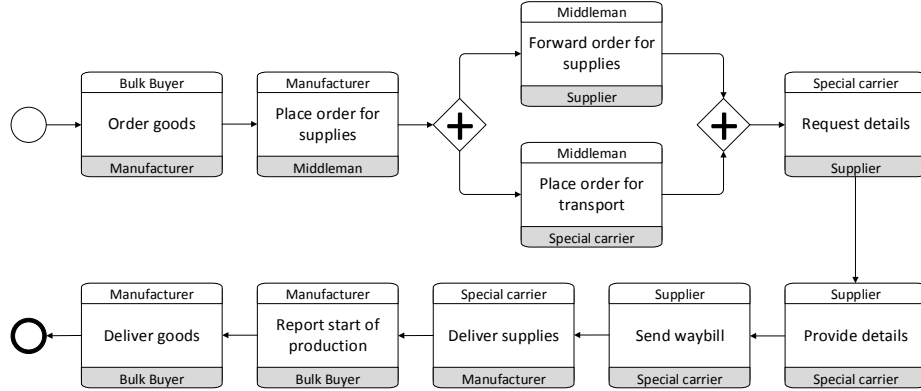 Bulk Buyer
Order goods
Manufacturer
Manufacturer
Place order for
supplies
Middleman
Middleman
Forward order for
supplies
Supplier
Middleman
Place order for
transport
Special carrier
Special carrier
Request details
Supplier
Supplier
Provide details
Special carrier
Supplier
Send waybill
Special carrier
Special carrier
Deliver supplies
Manufacturer
Manufacturer
Report start of
production
Bulk Buyer
Manufacturer
Deliver goods
Bulk Buyer